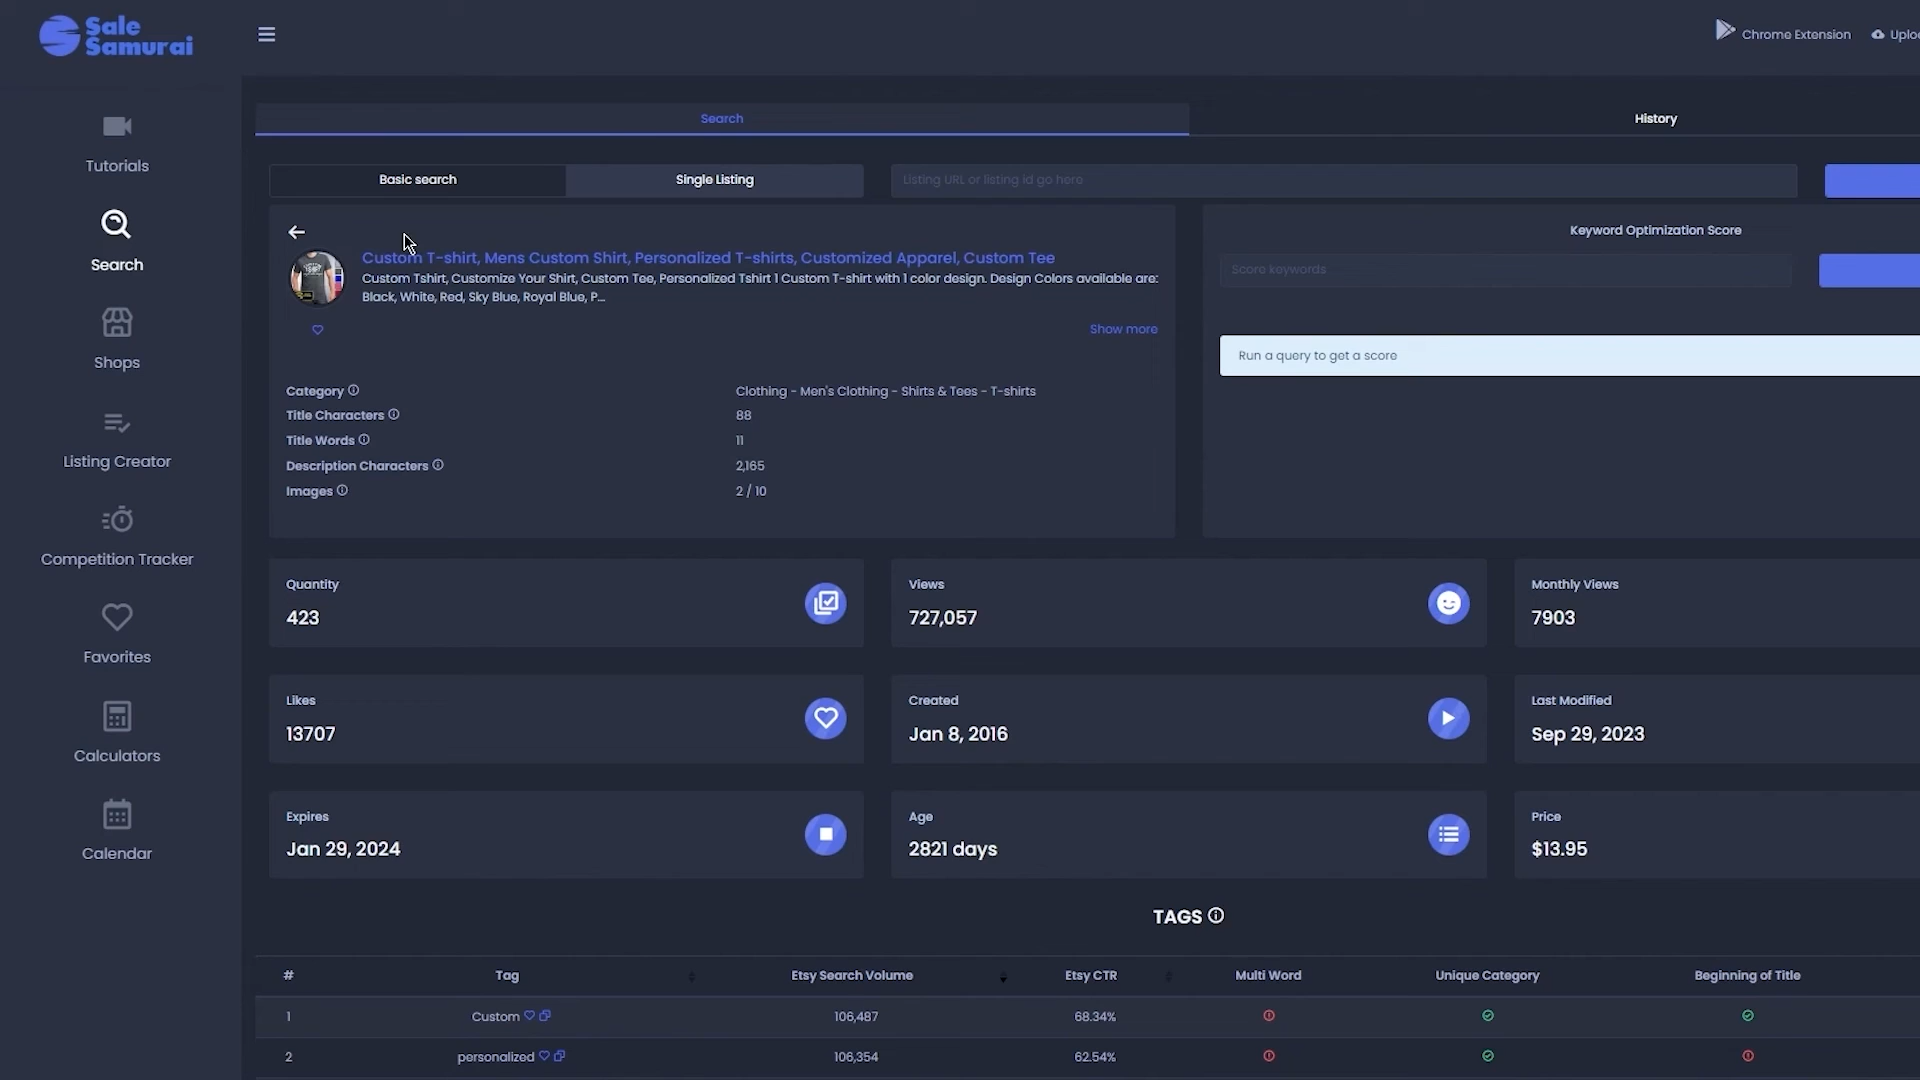 Sale
Samurai
Chrome Extension
Uploa
Tutorials
Search
Shops
Listing Creator
Competition Tracker
Favorites
Calculators
Calendar
Search
History
Basic search
Single Listing
Listing URL or listing id go here
Custom T-shirt, Mens Custom Shirt, Personalized T-shirts, Customized Apparel, Custom Tee
Custom Tshirt, Customize Your Shirt, Custom Tee, Personalized Tshirt 1 Custom T-shirt with 1 color design. Design Colors available are:
Black, White, Red, Sky Blue, Royal Blue, P...
Show more
Category
Clothing - Men's Clothing - Shirts & Tees - T-shirts
Title Characters
88
Title Words
11
Description Characters
2,165
Images
2 / 10
Keyword Optimization Score
Score keywords
Run a query to get a score
Quantity
423
Views
727,057
Monthly Views
7903
Likes
13707
Created
Jan 8, 2016
Last Modified
Sep 29, 2023
Expires
Jan 29, 2024
Age
2821 days
Price
$13.95
TAGS
# Tag Etsy Search Volume Etsy CTR Multi Word Unique Category Beginning of Title
1 Custom 106,487 68.34%
2 personalized 106,354 62.54%